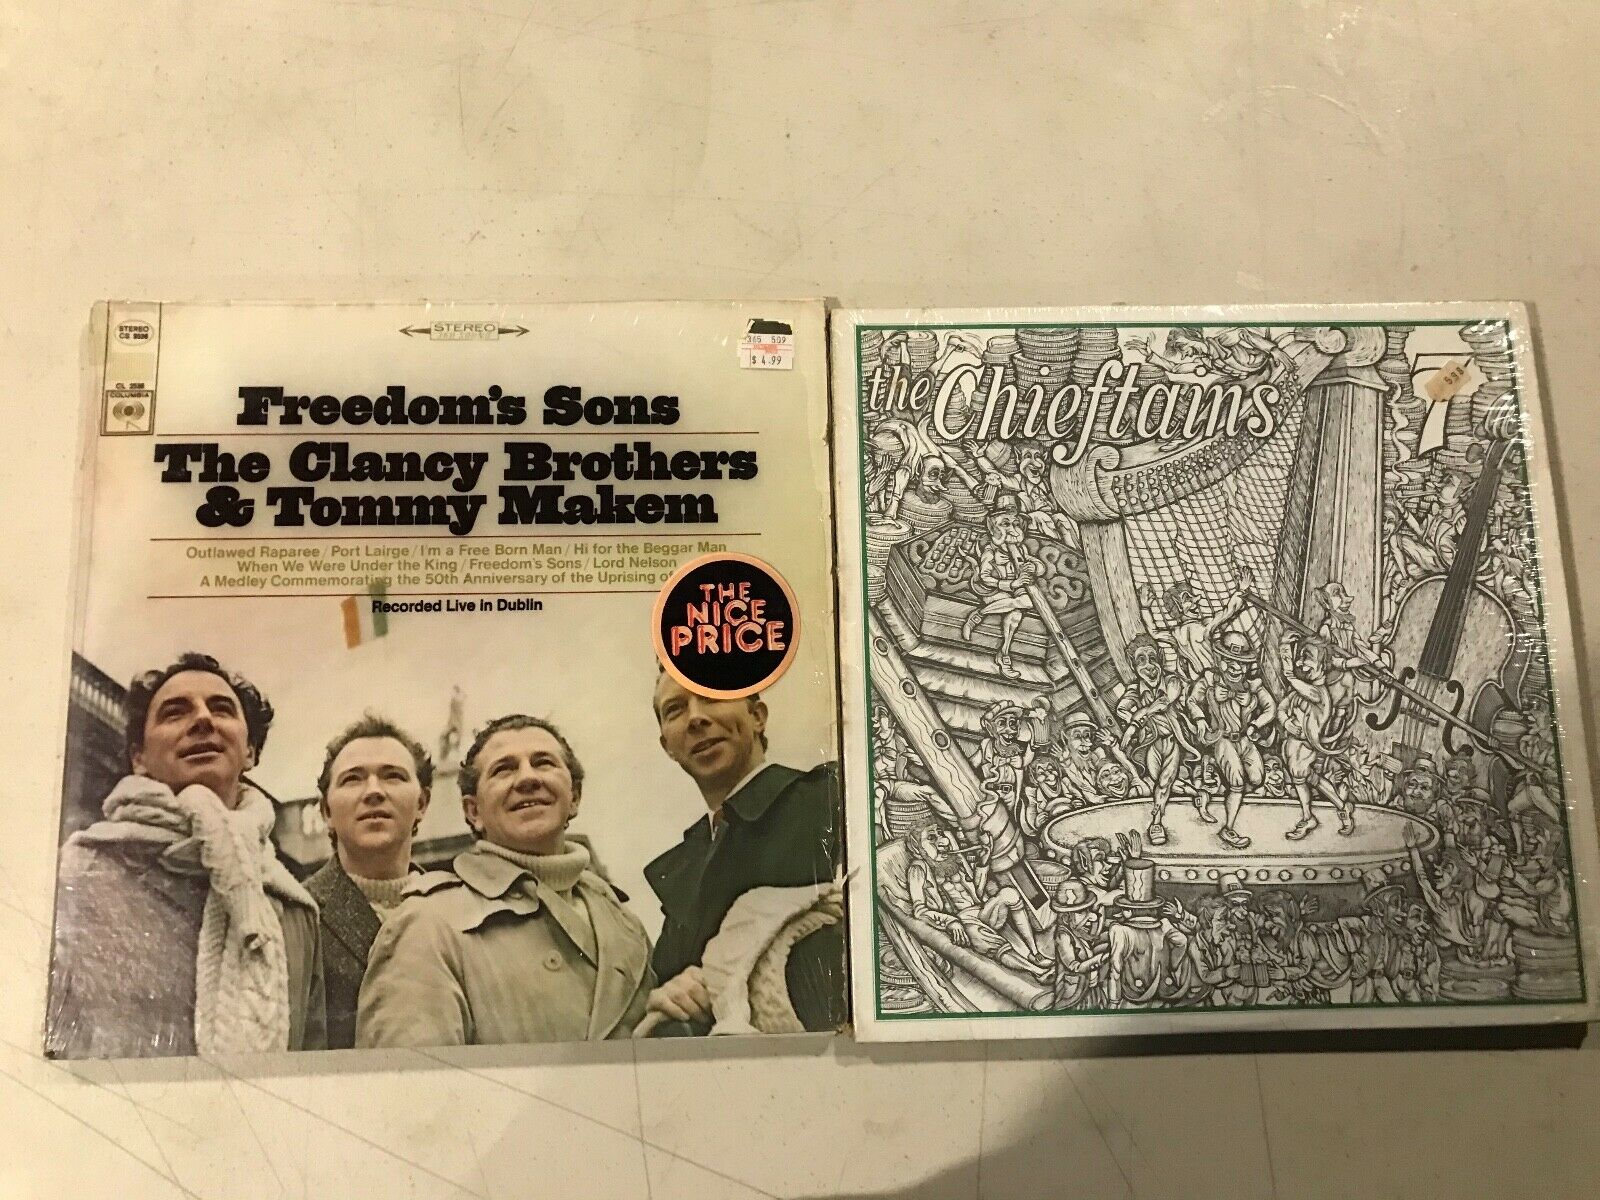 STEREO
CS 9336
CL 2536
COLUMBIA
STEREO
365 509
$ 4.99
Freedom's Sons
The Clancy Brothers
& Tommy Makem
Outlawed Raparee / Port Lairge / I'm a Free Born Man / Hi for the Beggar Man
When We Were Under the King / Freedom's Sons / Lord Nelson
A Medley Commemorating the 50th Anniversary of the Uprising of
Recorded Live in Dublin
THE
NICE
PRICE
the Chieftains
7